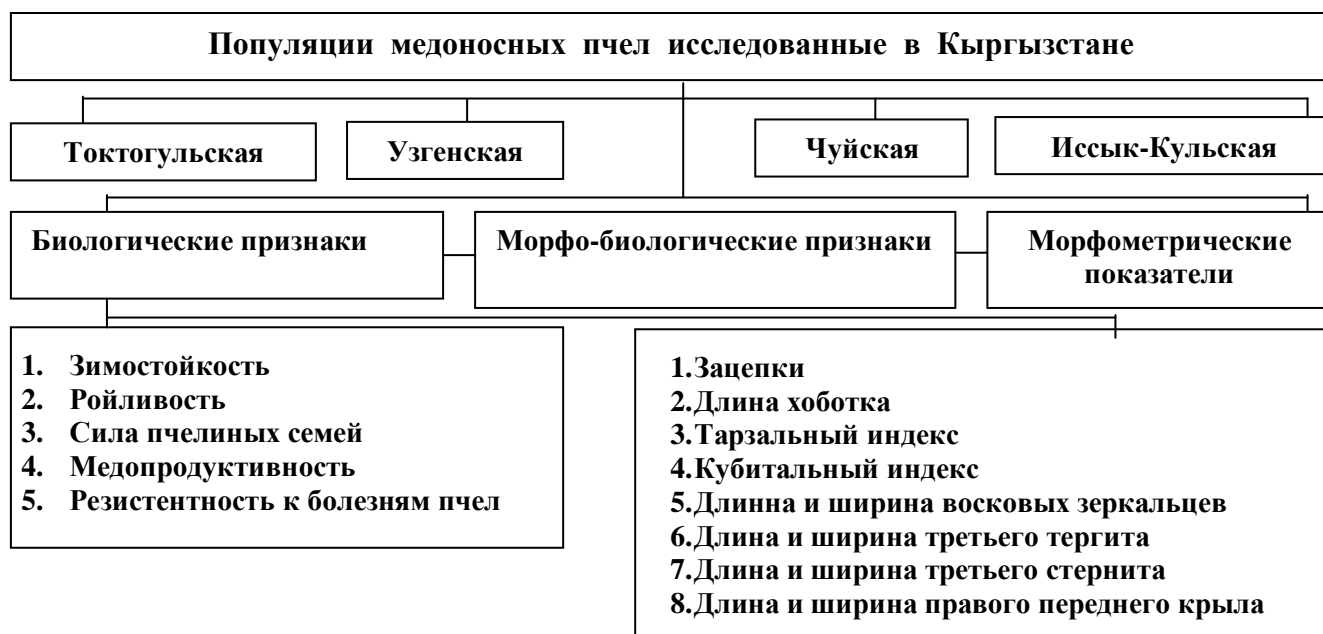 Популяции медоносных пчел исследованные в Кыргызстане
Токтогульская
Узгенская
Чуйская
Иссык-Кульская
Биологические признаки
Морфо-биологические признаки
Морфометрические
показатели
1. Зимостойкость
2. Ройливость
3. Сила пчелиных семей
4. Медопродуктивность
5. Резистентность к болезням пчел
1.Зацепки
2.Длина хоботка
3.Тарзальный индекс
4.Кубитальный индекс
5.Длинна и ширина восковых зеркальцев
6.Длина и ширина третьего тергита
7.Длина и ширина третьего стернита
8.Длина и ширина правого переднего крыла